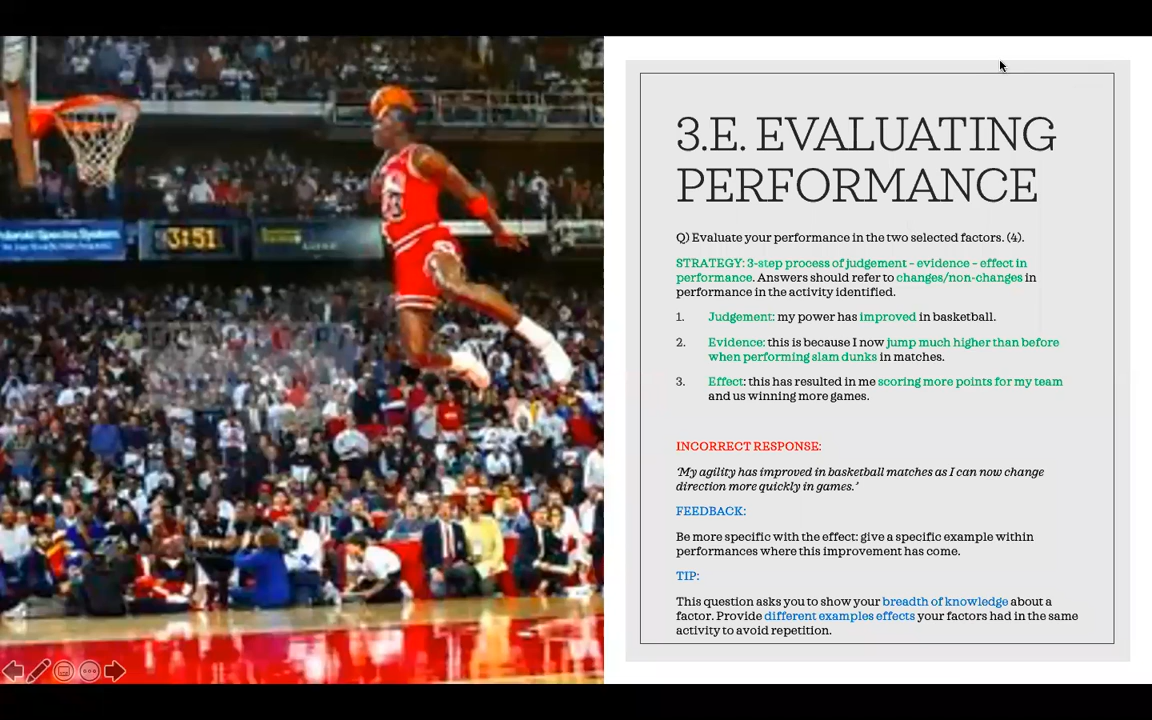 3:51
3.E. EVALUATING
PERFORMANCE
Q) Evaluate your performance in the two selected factors. (4).
STRATEGY: 3-step process of judgement – evidence – effect in
performance. Answers should refer to changes/non-changes in
performance in the activity identified.
1. Judgement: my power has improved in basketball.
2. Evidence: this is because I now jump much higher than before
when performing slam dunks in matches.
3. Effect: this has resulted in me scoring more points for my team
and us winning more games.
INCORRECT RESPONSE:
‘My agility has improved in basketball matches as I can now change
direction more quickly in games.’
FEEDBACK:
Be more specific with the effect: give a specific example within
performances where this improvement has come.
TIP:
This question asks you to show your breadth of knowledge about a
factor. Provide different examples effects your factors had in the same
activity to avoid repetition.